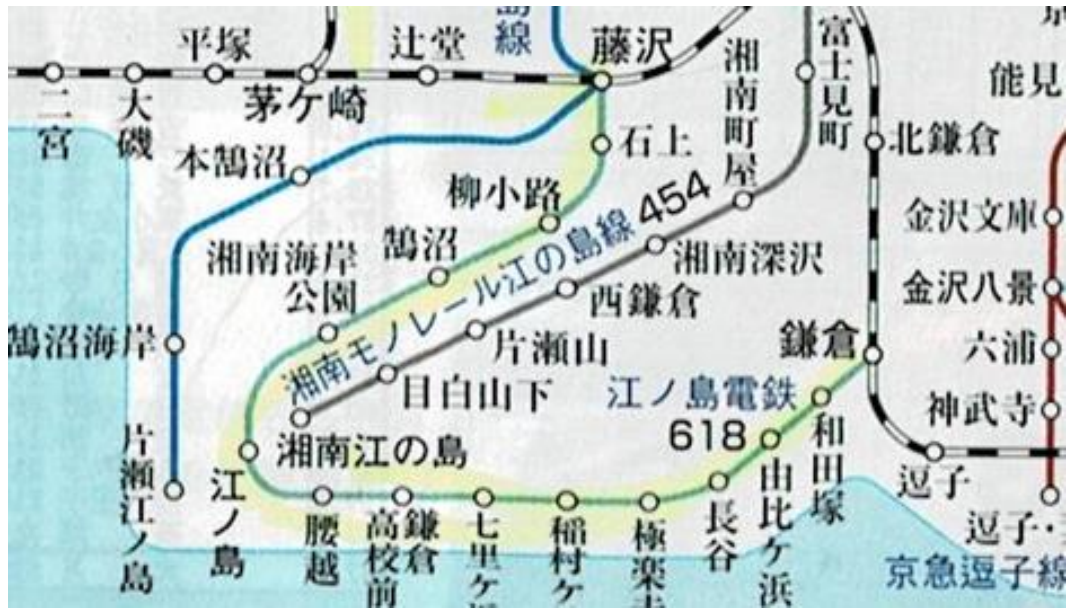 島線
平塚
辻堂
藤沢
二宮
大磯
茅ケ崎
湘南町屋
富士見町
能見
北鎌倉
石上
本鵠沼
柳小路
鵠沼
湘南海岸
公園
湘南モノレール江の島線 454
湘南深沢
西鎌倉
片瀬山
目白山下
湘南江の島
金沢文庫
金沢八景
六浦
神武寺
鎌倉
江ノ島電鉄
618
和田塚
由比ケ浜
長谷
鵠沼海岸
片瀬江ノ島
江ノ島
腰越
鎌倉
高校前
七里ケ
稲村ケ
極楽
逗子
逗子・
京急逗子線